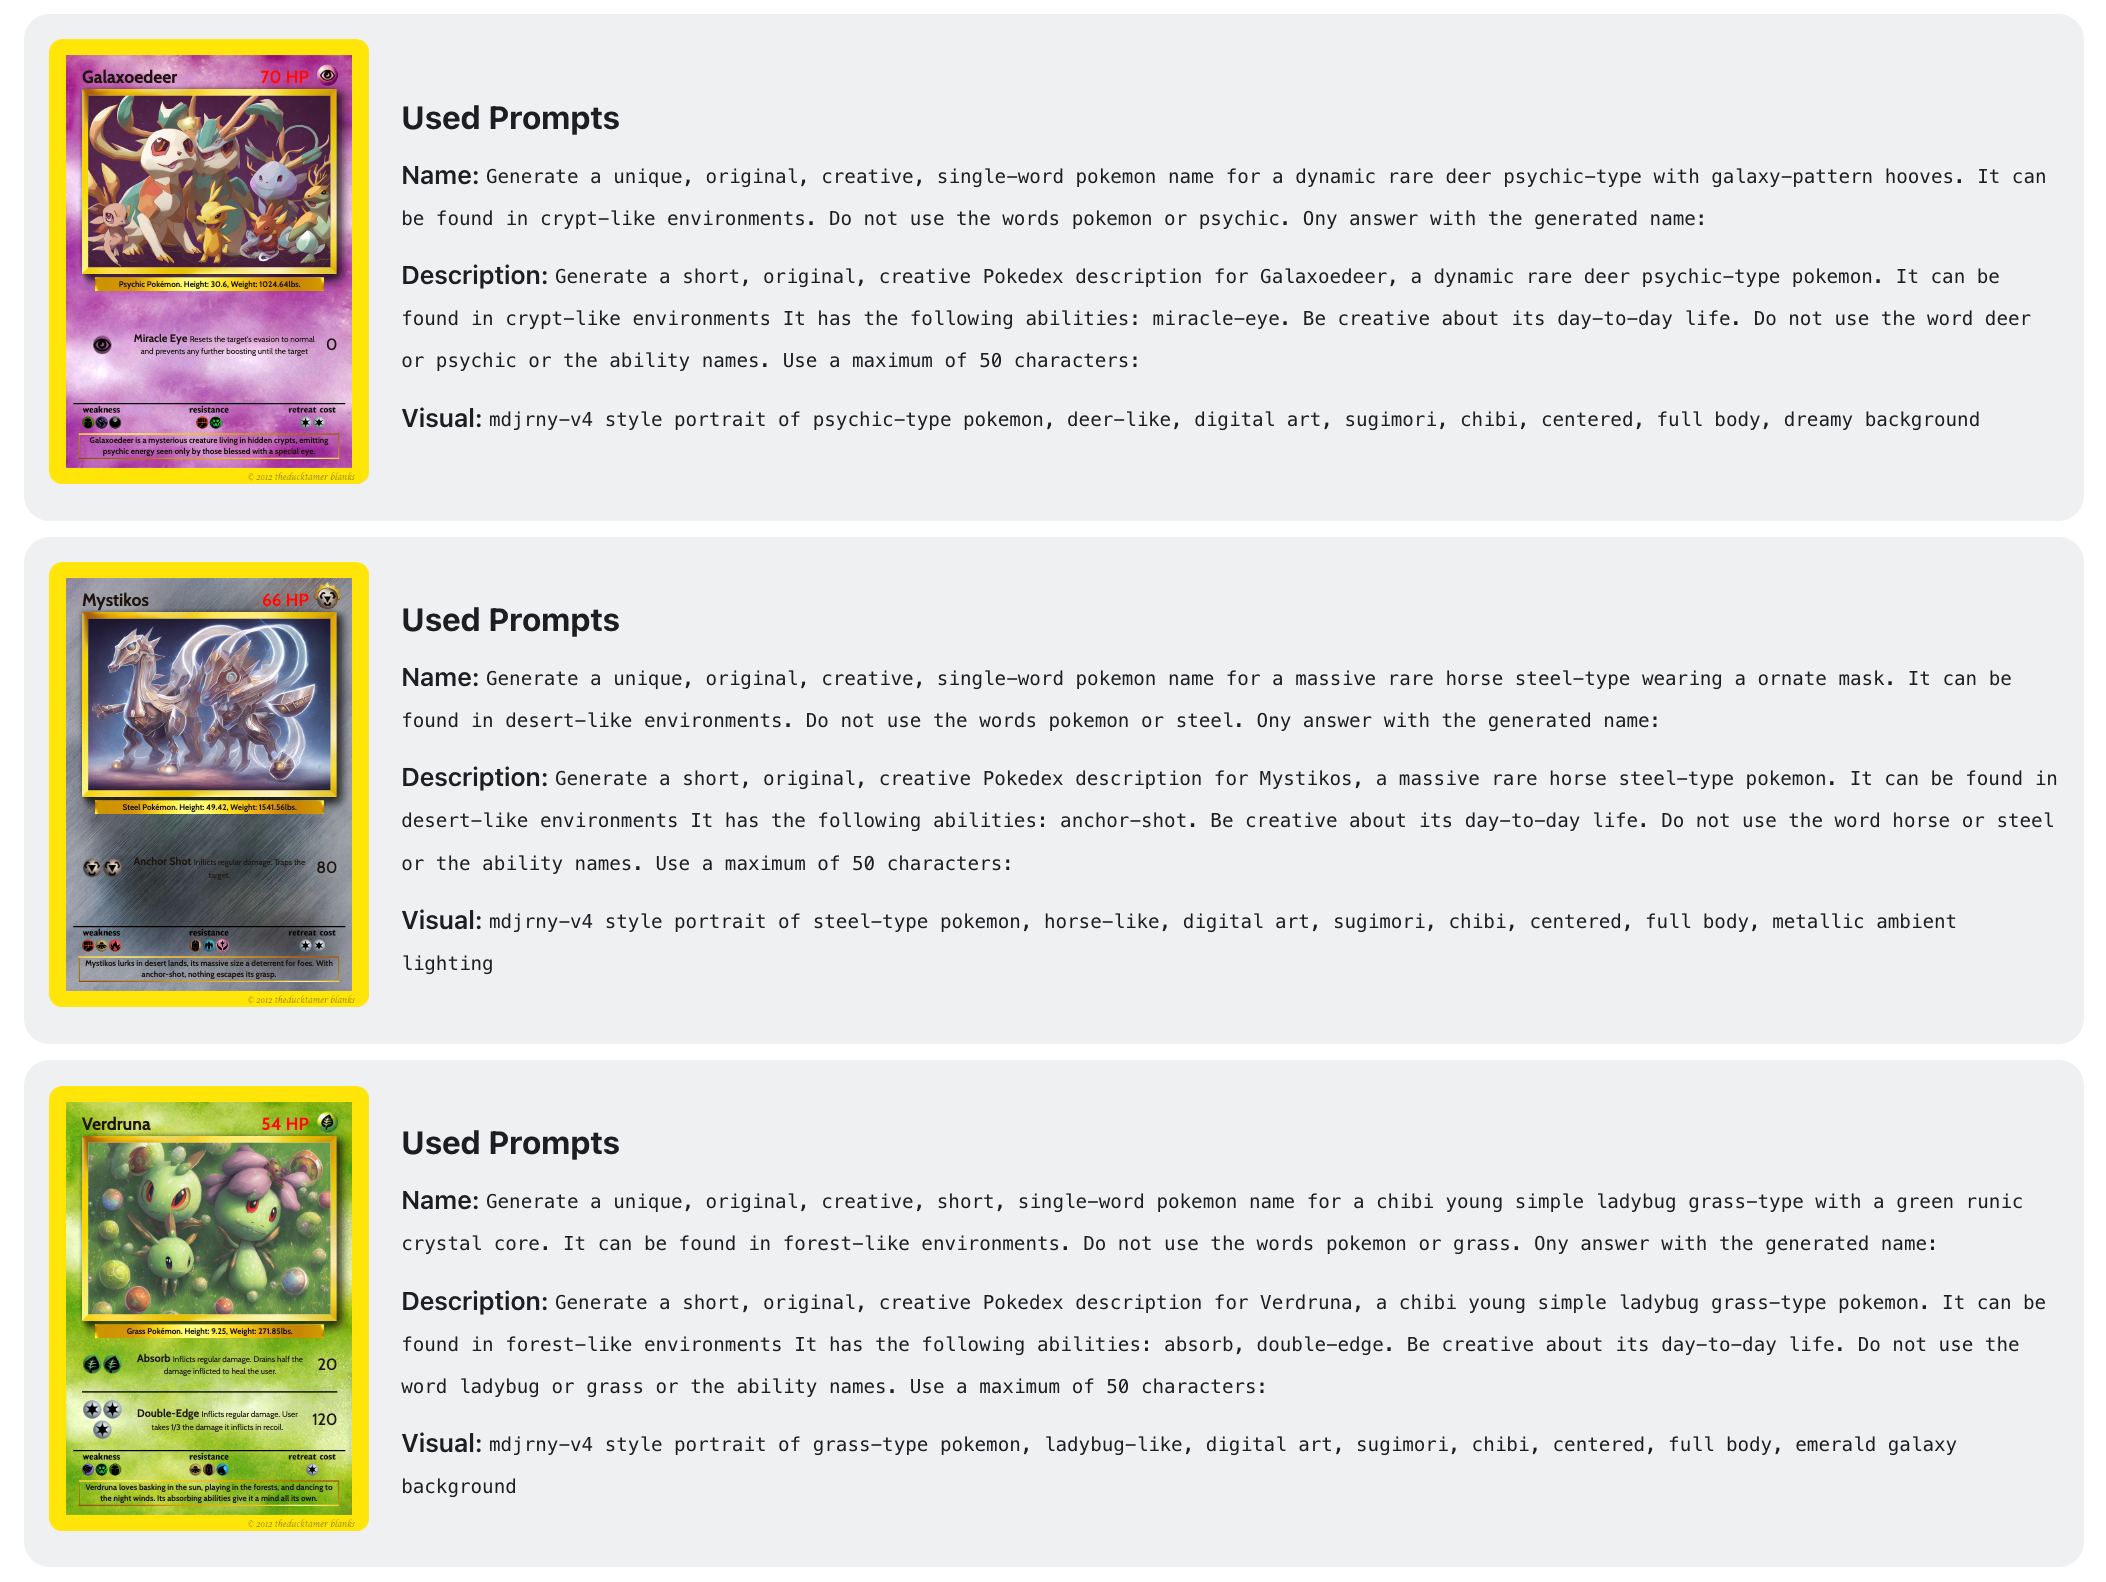 Galaxoedeer 70 HP
Psychic Pokémon. Height: 30.6, Weight: 1024.64lbs.
Miracle Eye Resets the target's evasion to normal
and prevents any further boosting until the target
0
weakness resistance retreat cost
Galaxoedeer is a mysterious creature living in hidden crypts, emitting
psychic energy seen only by those blessed with a special eye.
© 2012 theducktamer blanks
Used Prompts
Name: Generate a unique, original, creative, single-word pokemon name for a dynamic rare deer psychic-type with galaxy-pattern hooves. It can
be found in crypt-like environments. Do not use the words pokemon or psychic. Ony answer with the generated name:
Description: Generate a short, original, creative Pokedex description for Galaxoedeer, a dynamic rare deer psychic-type pokemon. It can be
found in crypt-like environments It has the following abilities: miracle-eye. Be creative about its day-to-day life. Do not use the word deer
or psychic or the ability names. Use a maximum of 50 characters:
Visual: mdjrny-v4 style portrait of psychic-type pokemon, deer-like, digital art, sugimori, chibi, centered, full body, dreamy background
Mystikos 66 HP
Steel Pokémon. Height: 49.42, Weight: 1541.56lbs.
Anchor Shot Inflicts regular damage. Traps the
target.
80
weakness resistance retreat cost
Mystikos lurks in desert lands, its massive size a deterrent for foes. With
anchor-shot, nothing escapes its grasp.
© 2012 theducktamer blanks
Used Prompts
Name: Generate a unique, original, creative, single-word pokemon name for a massive rare horse steel-type wearing a ornate mask. It can be
found in desert-like environments. Do not use the words pokemon or steel. Ony answer with the generated name:
Description: Generate a short, original, creative Pokedex description for Mystikos, a massive rare horse steel-type pokemon. It can be found in
desert-like environments It has the following abilities: anchor-shot. Be creative about its day-to-day life. Do not use the word horse or steel
or the ability names. Use a maximum of 50 characters:
Visual: mdjrny-v4 style portrait of steel-type pokemon, horse-like, digital art, sugimori, chibi, centered, full body, metallic ambient
lighting
Verdruna 54 HP
Grass Pokémon. Height: 9.25, Weight: 271.85lbs.
Absorb Inflicts regular damage. Drains half the
damage inflicted to heal the user.
20
Double-Edge Inflicts regular damage. User
takes 1/3 the damage it inflicts in recoil.
120
weakness resistance retreat cost
Verdruna loves basking in the sun, playing in the forests, and dancing to
the night winds. Its absorbing abilities give it a mind all its own.
© 2012 theducktamer blanks
Used Prompts
Name: Generate a unique, original, creative, short, single-word pokemon name for a chibi young simple ladybug grass-type with a green runic
crystal core. It can be found in forest-like environments. Do not use the words pokemon or grass. Ony answer with the generated name:
Description: Generate a short, original, creative Pokedex description for Verdruna, a chibi young simple ladybug grass-type pokemon. It can be
found in forest-like environments It has the following abilities: absorb, double-edge. Be creative about its day-to-day life. Do not use the
word ladybug or grass or the ability names. Use a maximum of 50 characters:
Visual: mdjrny-v4 style portrait of grass-type pokemon, ladybug-like, digital art, sugimori, chibi, centered, full body, emerald galaxy
background